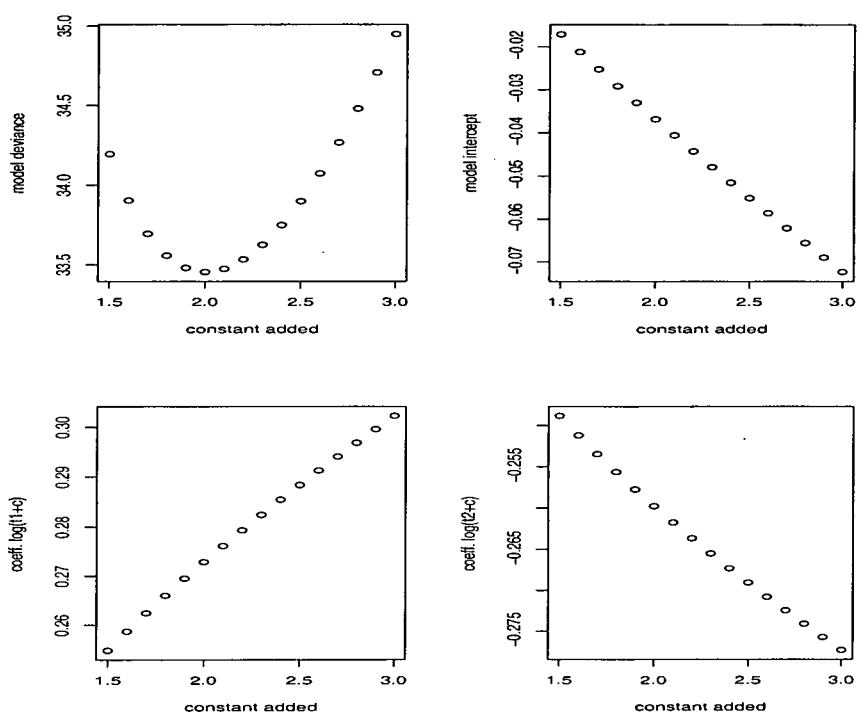 model deviance
35.0
34.5
34.0
33.5
1.5 2.0 2.5 3.0
constant added
model intercept
-0.02
-0.03
-0.04
-0.05
-0.06
-0.07
1.5 2.0 2.5 3.0
constant added
coeff. log(t1+c)
0.30
0.29
0.28
0.27
0.26
1.5 2.0 2.5 3.0
constant added
coeff. log(t2+c)
-0.255
-0.265
-0.275
1.5 2.0 2.5 3.0
constant added